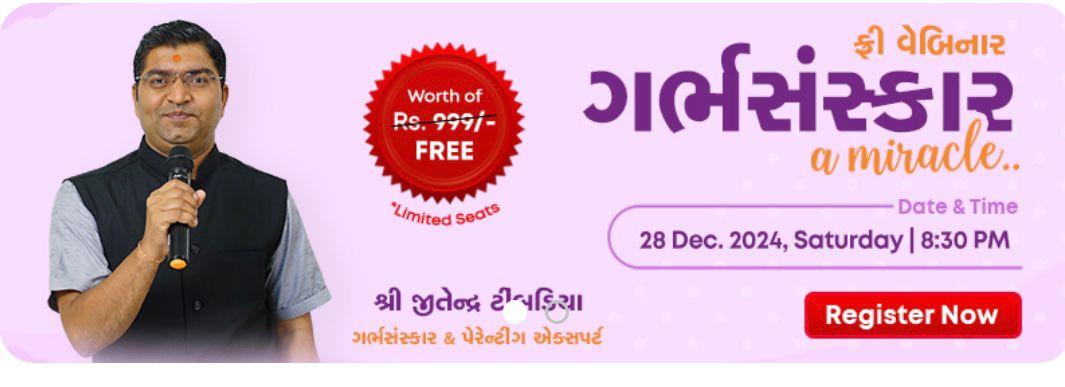 ફ્રી વેબિનાર
ગર્ભસંસ્કાર
a miracle..
Worth of
Rs. 999/-
FREE
*Limited Seats
Date & Time
28 Dec. 2024, Saturday | 8:30 PM
શ્રી જીતેન્દ્ર ટીંબડિયા
ગર્ભસંસ્કાર & પેરેન્ટીંગ એક્સપર્ટ
Register Now